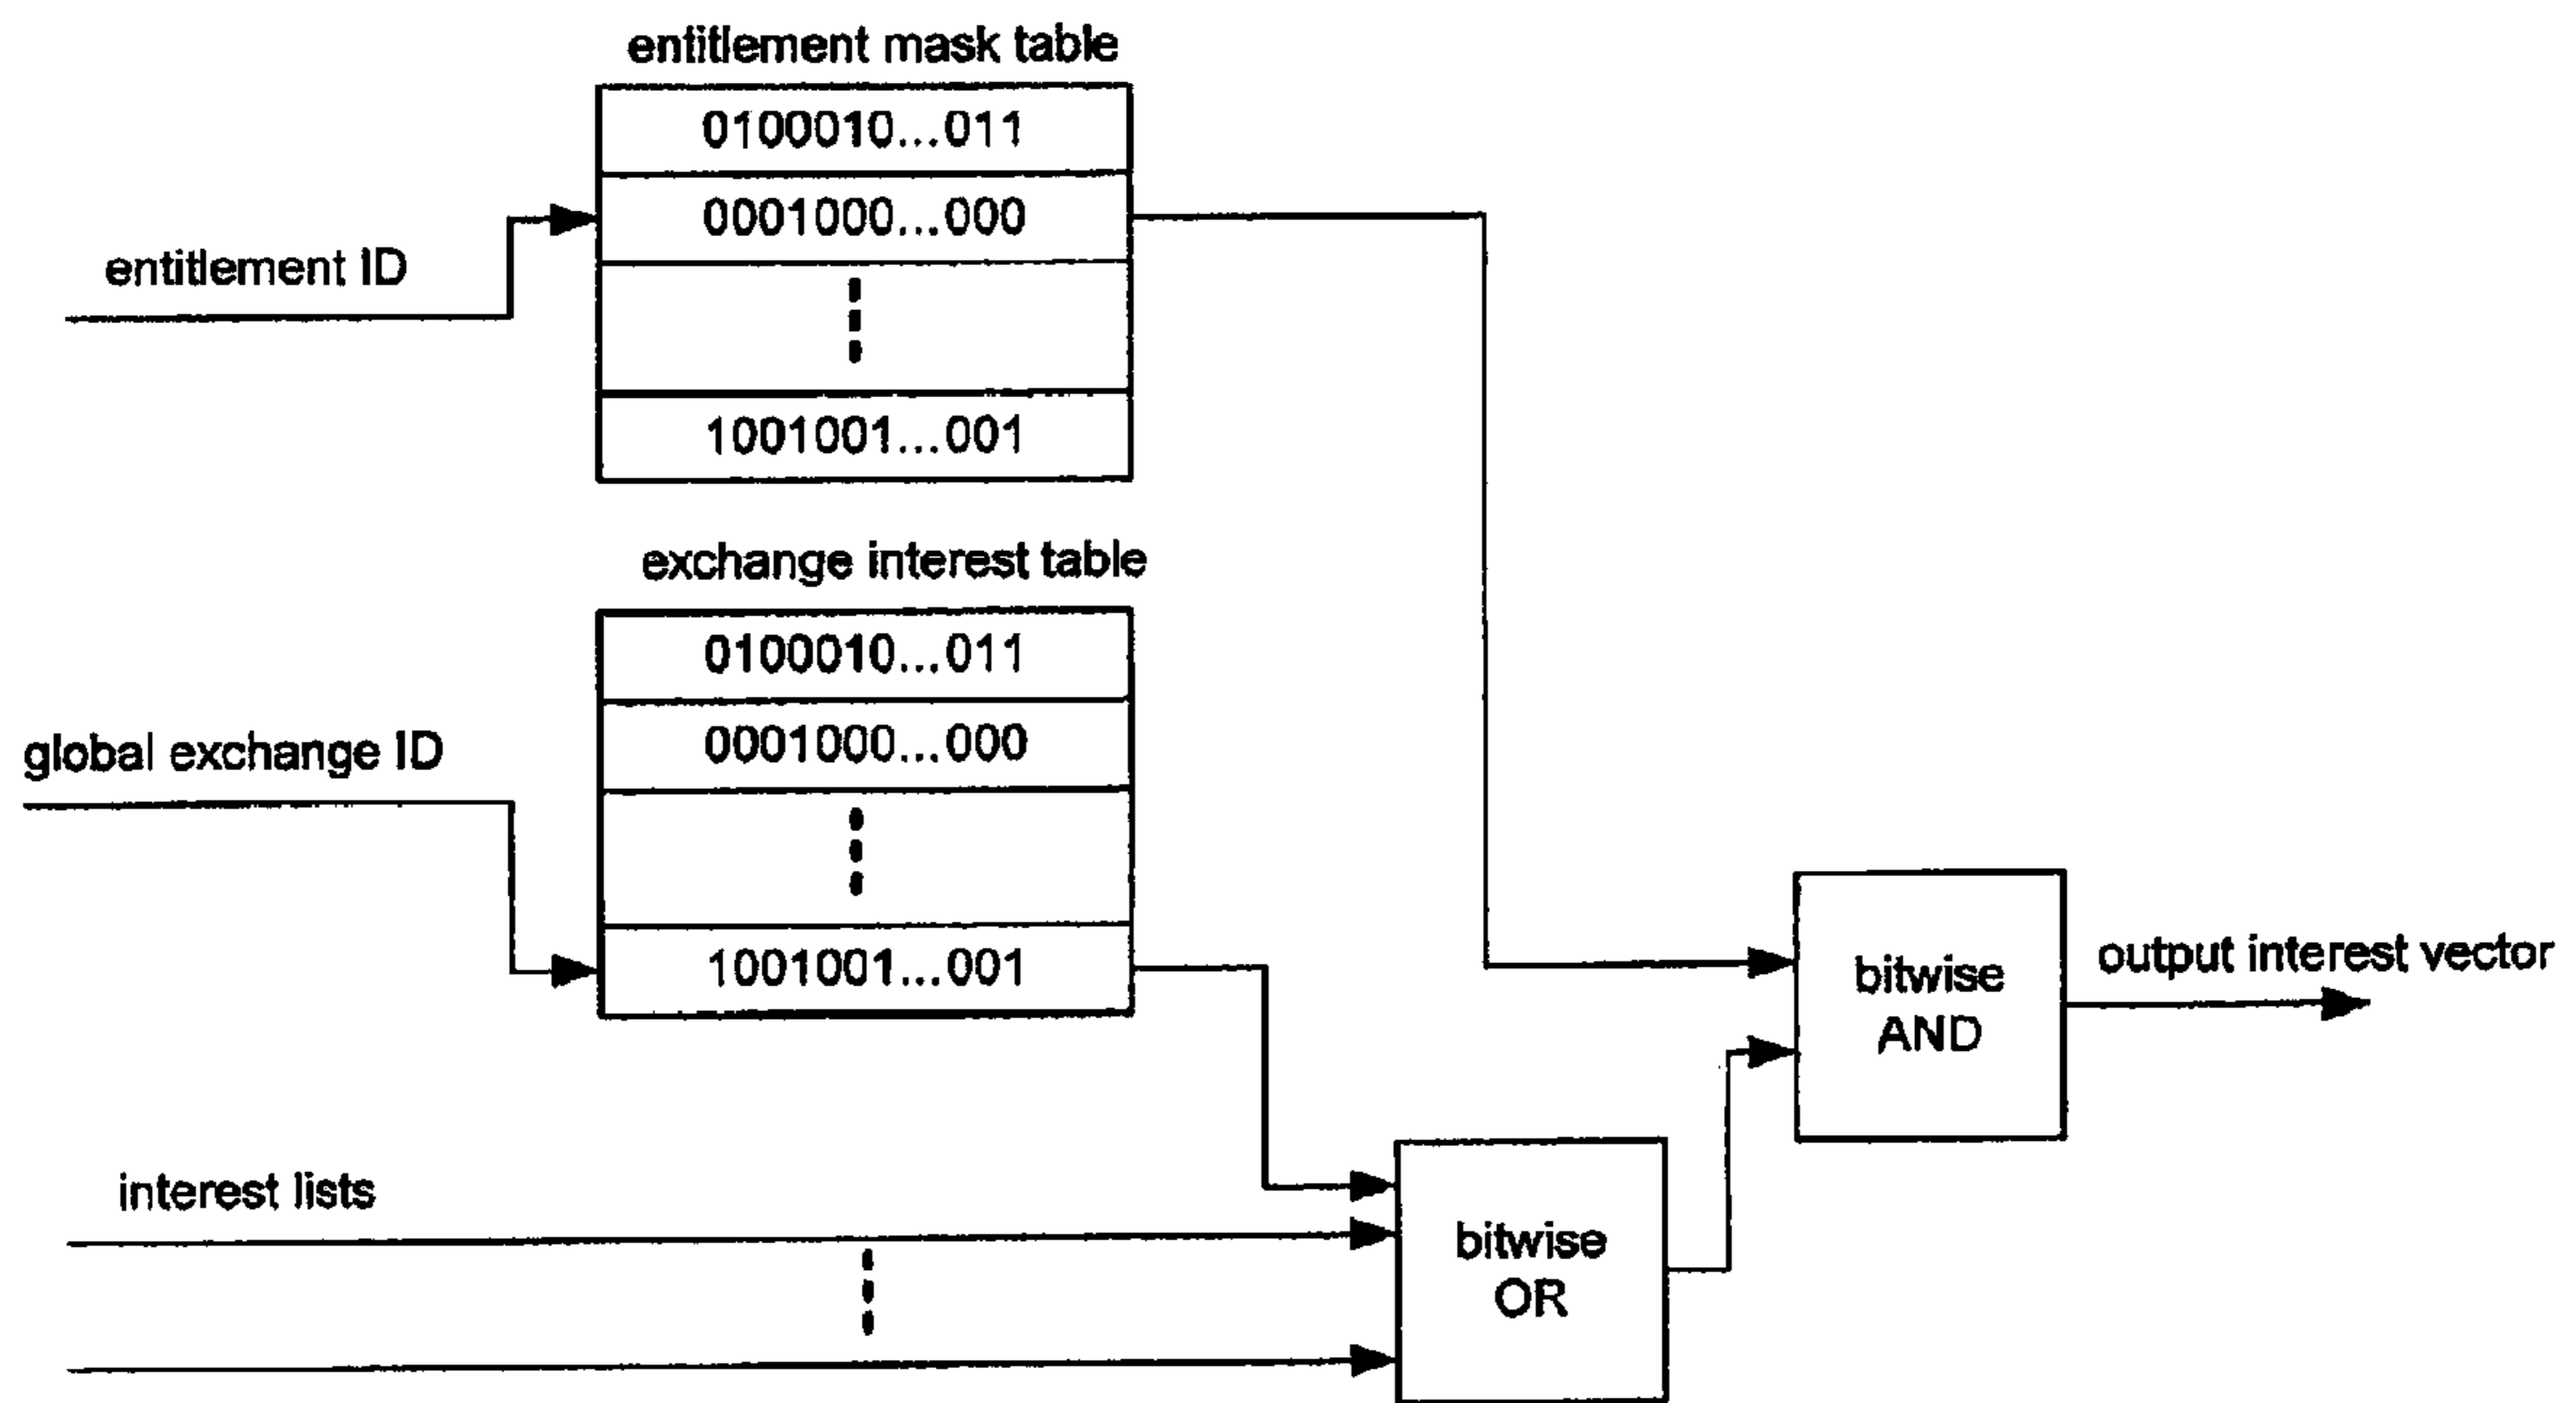 entitlement mask table
0100010...011
0001000...000
entitlement ID
1001001...001
exchange interest table
0100010...011
0001000...000
global exchange ID
1001001...001
output interest vector
bitwise
AND
interest lists
bitwise
OR